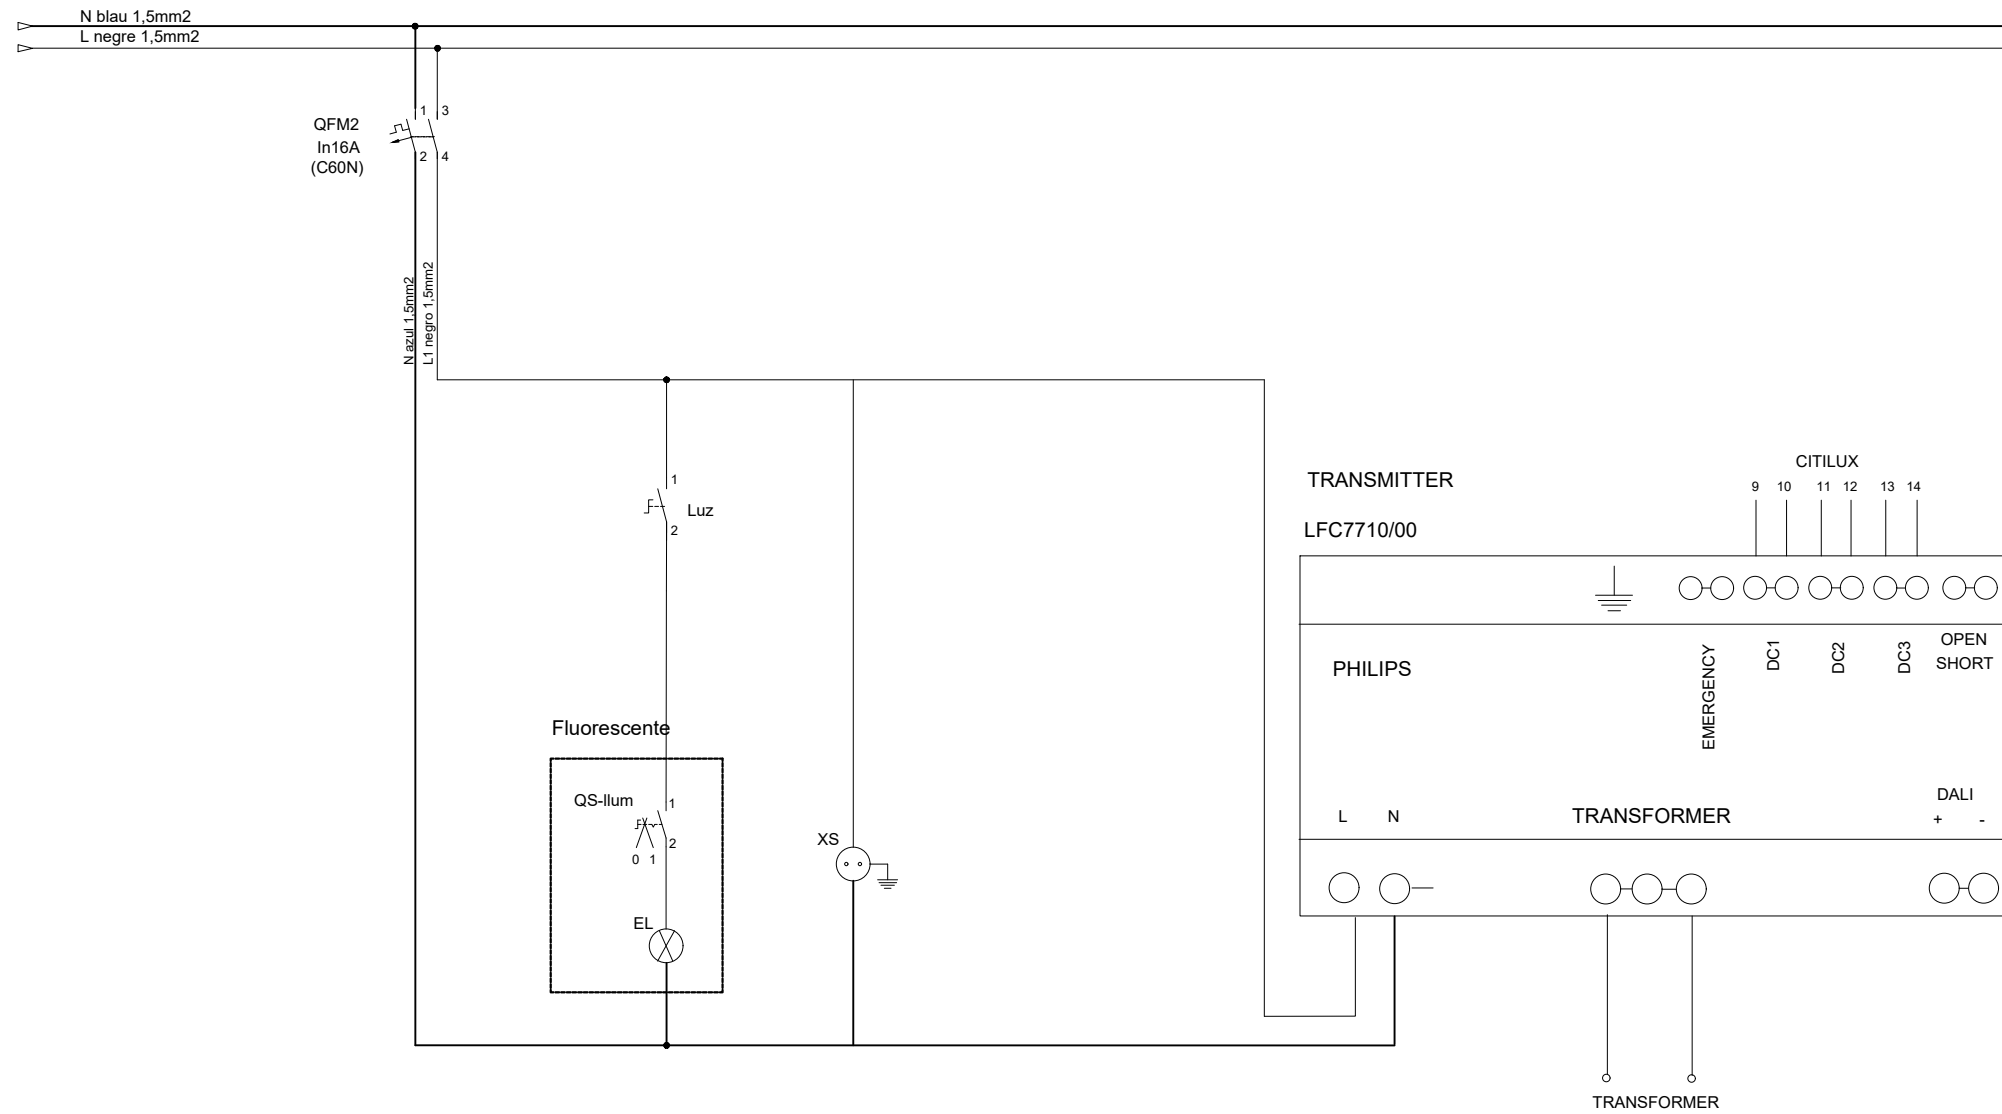 N blau 1,5mm2
L negre 1,5mm2
1 3
QFM2
In16A
(C60N)
2 4
N azul 1,5mm2
L1 negro 1,5mm2
1
Luz
2
Fluorescente
QS-llum
1
2
0 1
EL
XS
TRANSMITTER
LFC7710/00
CITILUX
9 10 11 12 13 14
PHILIPS
EMERGENCY
DC1
DC2
DC3
OPEN
SHORT
L N
TRANSFORMER
DALI
+ -
TRANSFORMER